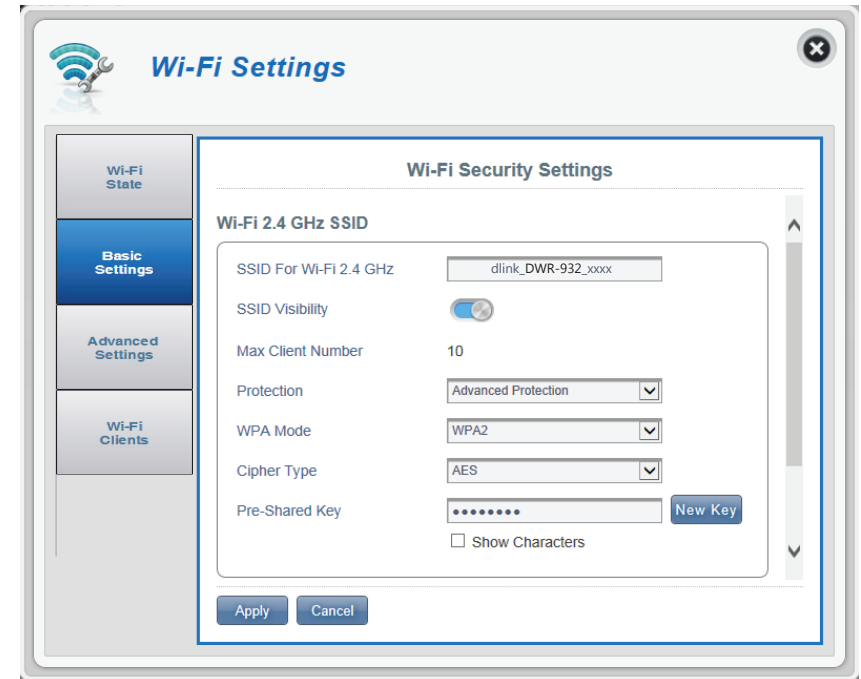 Wi-Fi Settings
Wi-Fi
State
Basic
Settings
Advanced
Settings
Wi-Fi
Clients
Wi-Fi Security Settings
Wi-Fi 2.4 GHz SSID
SSID For Wi-Fi 2.4 GHz dlink_DWR-932_xxxx
SSID Visibility
Max Client Number 10
Protection Advanced Protection
WPA Mode WPA2
Cipher Type AES
Pre-Shared Key •••••••• New Key
Show Characters
Apply Cancel